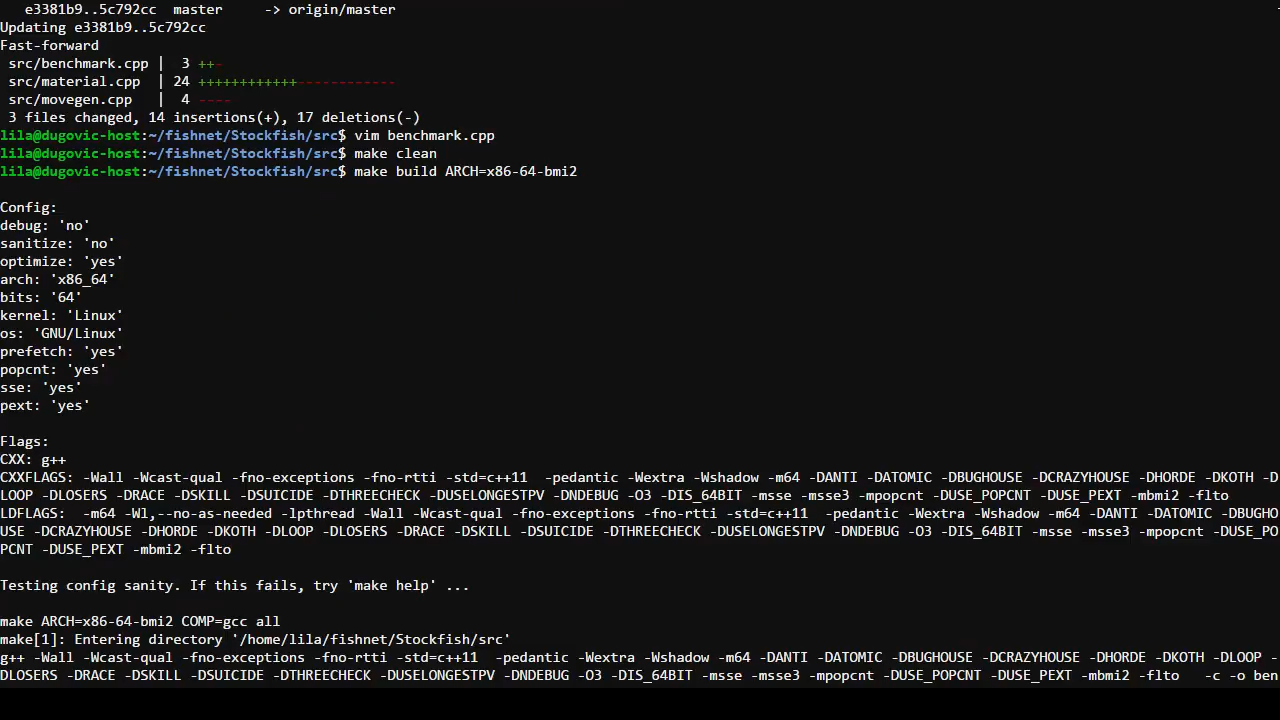 e3381b9..5c792cc  master     -> origin/master
Updating e3381b9..5c792cc
Fast-forward
 src/benchmark.cpp |  3 ++-
 src/material.cpp  | 24 ++++++++++++------------
 src/movegen.cpp   |  4 ----
 3 files changed, 14 insertions(+), 17 deletions(-)
lila@dugovic-host:~/fishnet/Stockfish/src$ vim benchmark.cpp
lila@dugovic-host:~/fishnet/Stockfish/src$ make clean
lila@dugovic-host:~/fishnet/Stockfish/src$ make build ARCH=x86-64-bmi2
Config:
debug: 'no'
sanitize: 'no'
optimize: 'yes'
arch: 'x86_64'
bits: '64'
kernel: 'Linux'
os: 'GNU/Linux'
prefetch: 'yes'
popcnt: 'yes'
sse: 'yes'
pext: 'yes'
Flags:
CXX: g++
CXXFLAGS: -Wall -Wcast-qual -fno-exceptions -fno-rtti -std=c++11  -pedantic -Wextra -Wshadow -m64 -DANTI -DATOMIC -DBUGHOUSE -DCRAZYHOUSE -DHORDE -DKOTH -D
LOOP -DLOSERS -DRACE -DSKILL -DSUICIDE -DTHREECHECK -DUSELONGESTPV -DNDEBUG -O3 -DIS_64BIT -msse -msse3 -mpopcnt -DUSE_POPCNT -DUSE_PEXT -mbmi2 -flto
LDFLAGS:  -m64 -Wl,--no-as-needed -lpthread -Wall -Wcast-qual -fno-exceptions -fno-rtti -std=c++11  -pedantic -Wextra -Wshadow -m64 -DANTI -DATOMIC -DBUGHO
USE -DCRAZYHOUSE -DHORDE -DKOTH -DLOOP -DLOSERS -DRACE -DSKILL -DSUICIDE -DTHREECHECK -DUSELONGESTPV -DNDEBUG -O3 -DIS_64BIT -msse -msse3 -mpopcnt -DUSE_PO
PCNT -DUSE_PEXT -mbmi2 -flto
Testing config sanity. If this fails, try 'make help' ...
make ARCH=x86-64-bmi2 COMP=gcc all
make[1]: Entering directory '/home/lila/fishnet/Stockfish/src'
g++ -Wall -Wcast-qual -fno-exceptions -fno-rtti -std=c++11  -pedantic -Wextra -Wshadow -m64 -DANTI -DATOMIC -DBUGHOUSE -DCRAZYHOUSE -DHORDE -DKOTH -DLOOP -
DLOSERS -DRACE -DSKILL -DSUICIDE -DTHREECHECK -DUSELONGESTPV -DNDEBUG -O3 -DIS_64BIT -msse -msse3 -mpopcnt -DUSE_POPCNT -DUSE_PEXT -mbmi2 -flto   -c -o ben